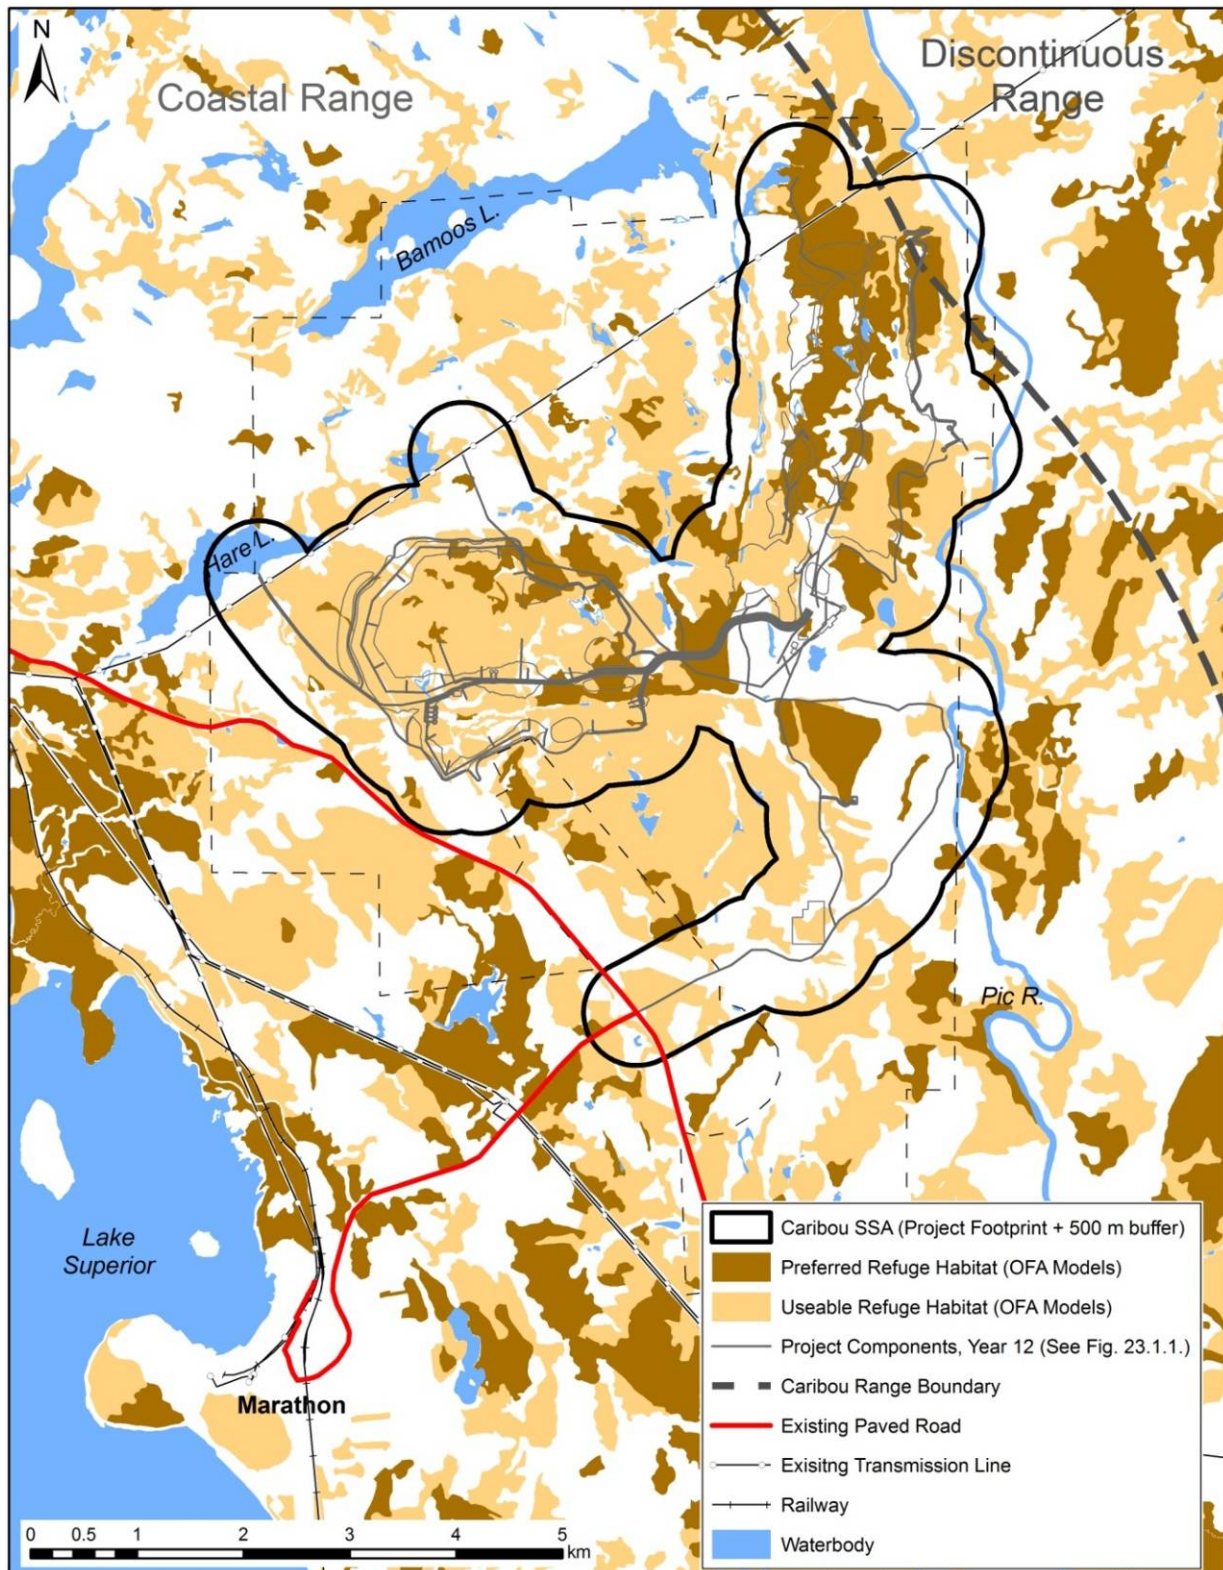 N
Coastal Range
Discontinuous
Range
Bamoos L.
Hare L.
Pic R.
Lake
Superior
Marathon
Caribou SSA (Project Footprint + 500 m buffer)
Preferred Refuge Habitat (OFA Models)
Useable Refuge Habitat (OFA Models)
Project Components, Year 12 (See Fig. 23.1.1.)
Caribou Range Boundary
Existing Paved Road
Exisitng Transmission Line
Railway
Waterbody
0 0.5 1 2 3 4 5
km